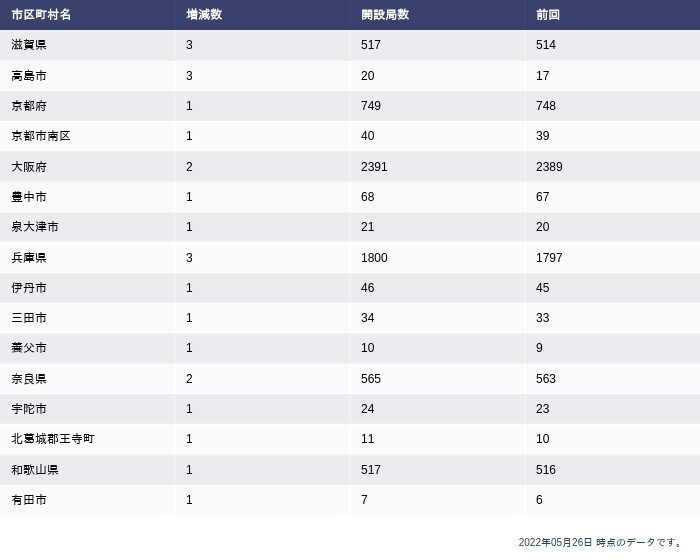 市区町村名 増減数 開設局数 前回
滋賀県 3 517 514
高島市 3 20 17
京都府 1 749 748
京都市南区 1 40 39
大阪府 2 2391 2389
豊中市 1 68 67
泉大津市 1 21 20
兵庫県 3 1800 1797
伊丹市 1 46 45
三田市 1 34 33
養父市 1 10 9
奈良県 2 565 563
宇陀市 1 24 23
北葛城郡王寺町 1 11 10
和歌山県 1 517 516
有田市 1 7 6
2022年05月26日 時点のデータです。